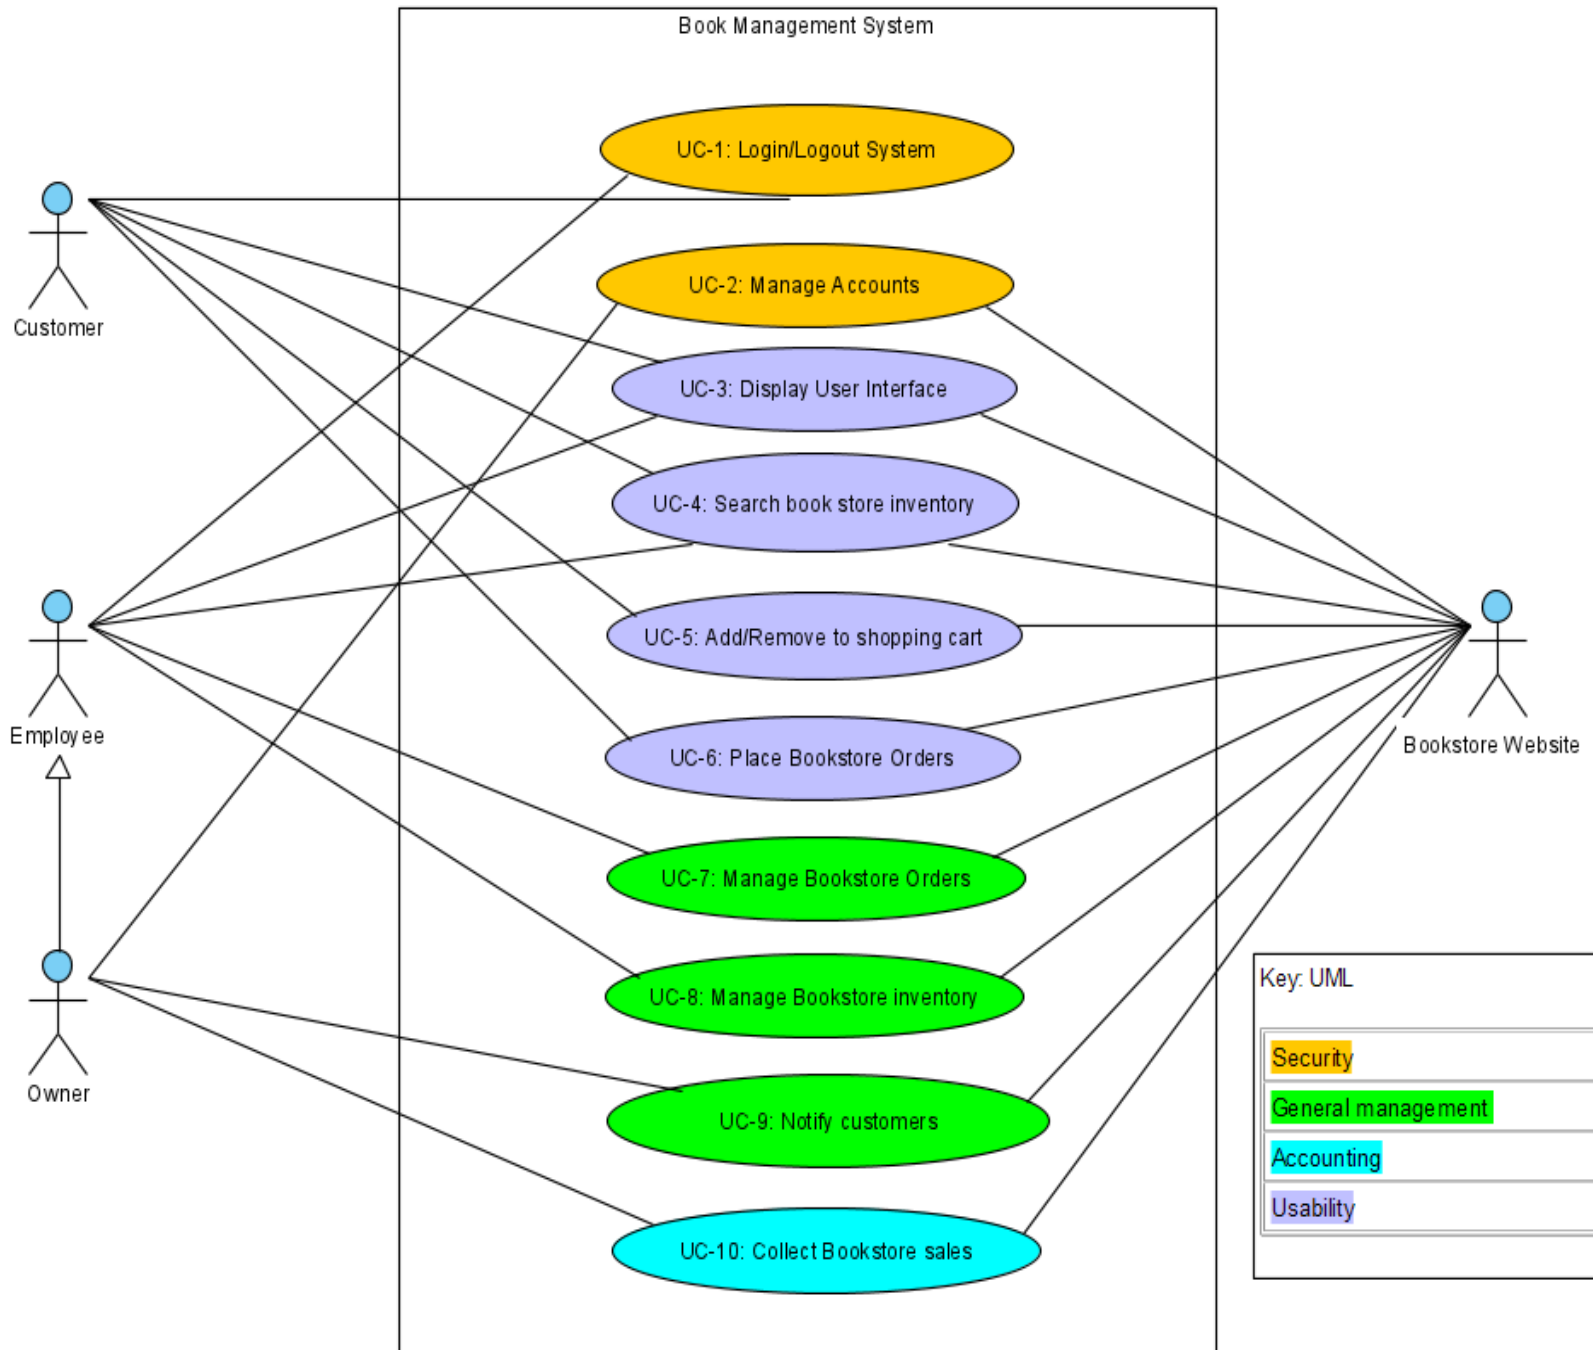 Book Management System
UC-1: Login/Logout System
Customer
UC-2: Manage Accounts
UC-3: Display User Interface
UC-4: Search book store inventory
UC-5: Add/Remove to shopping cart
Employee
UC-6: Place Bookstore Orders
Bookstore Website
UC-7: Manage Bookstore Orders
UC-8: Manage Bookstore inventory
Owner
UC-9: Notify customers
UC-10: Collect Bookstore sales
Key: UML
Security
General management
Accounting
Usability